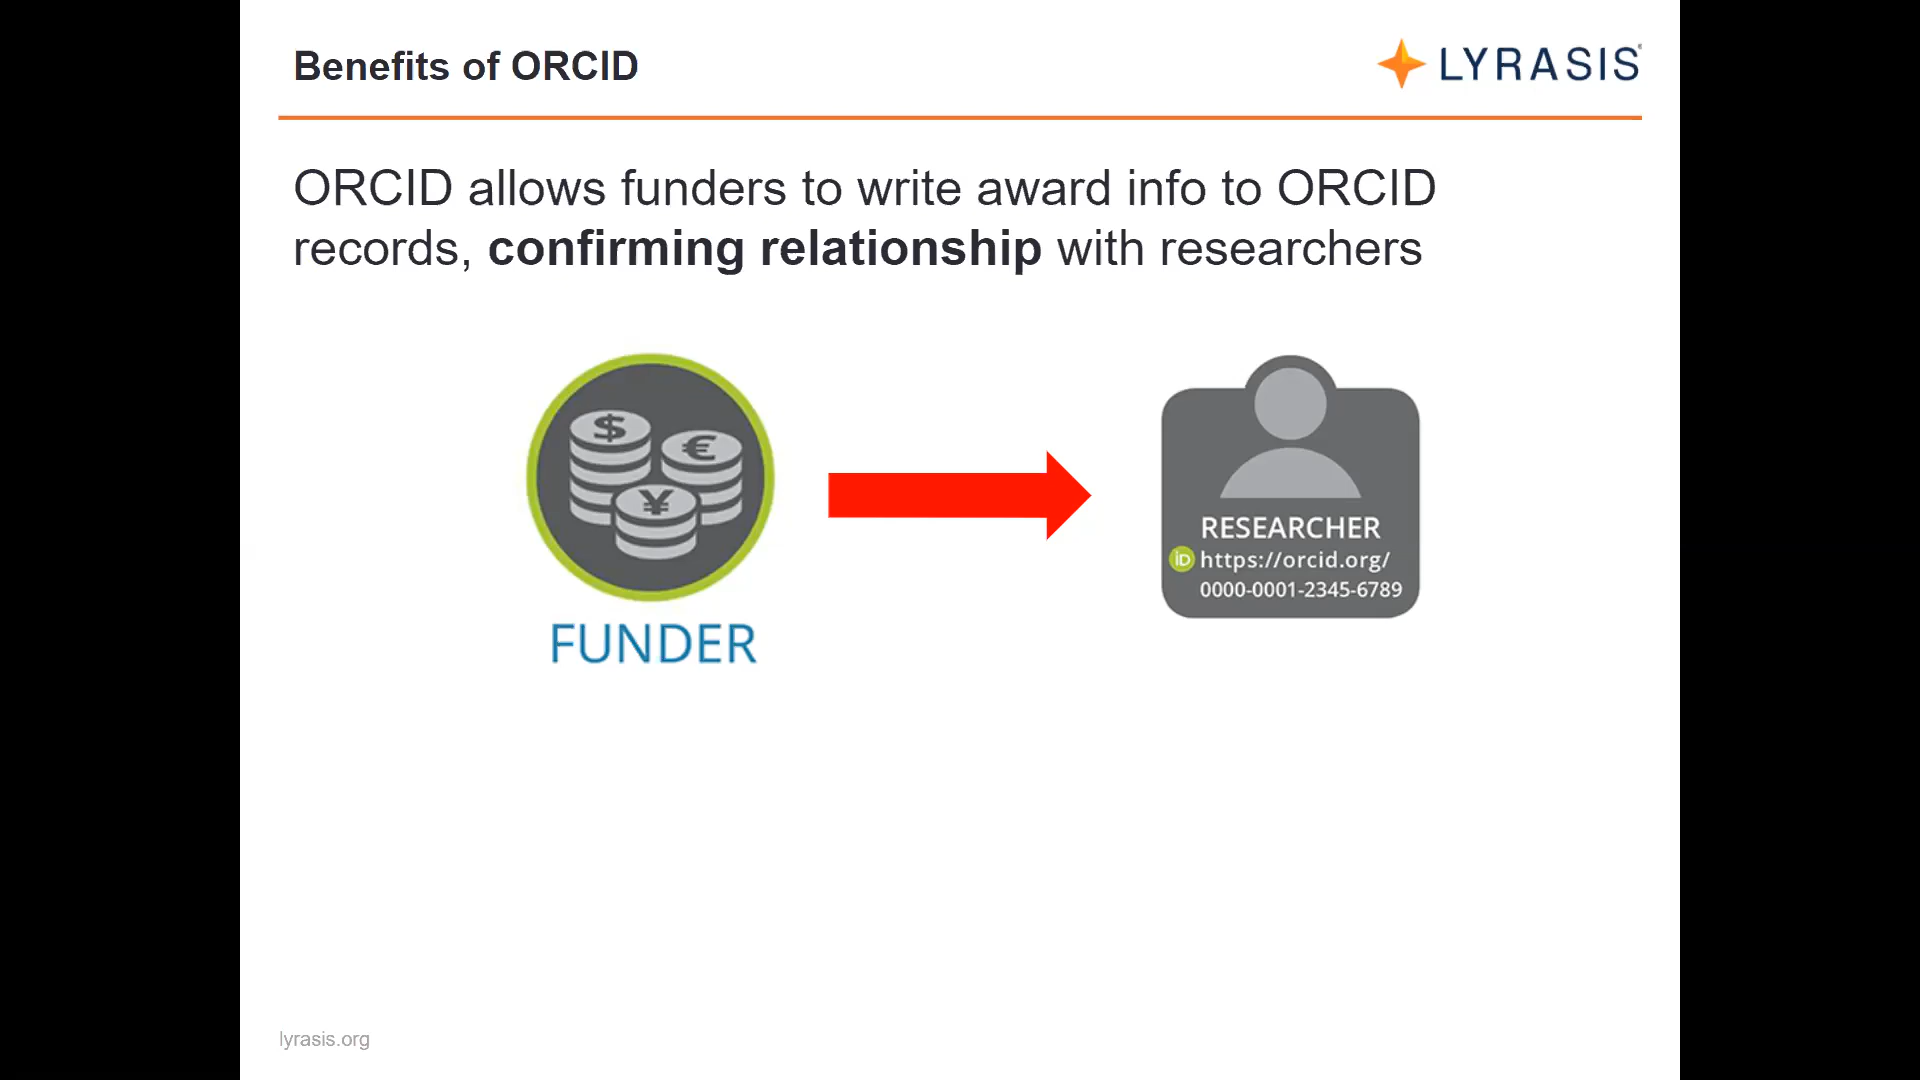 Benefits of ORCID
LYRASIS
ORCID allows funders to write award info to ORCID
records, confirming relationship with researchers
$
€
¥
FUNDER
RESEARCHER
iD https://orcid.org/
0000-0001-2345-6789
lyrasis.org